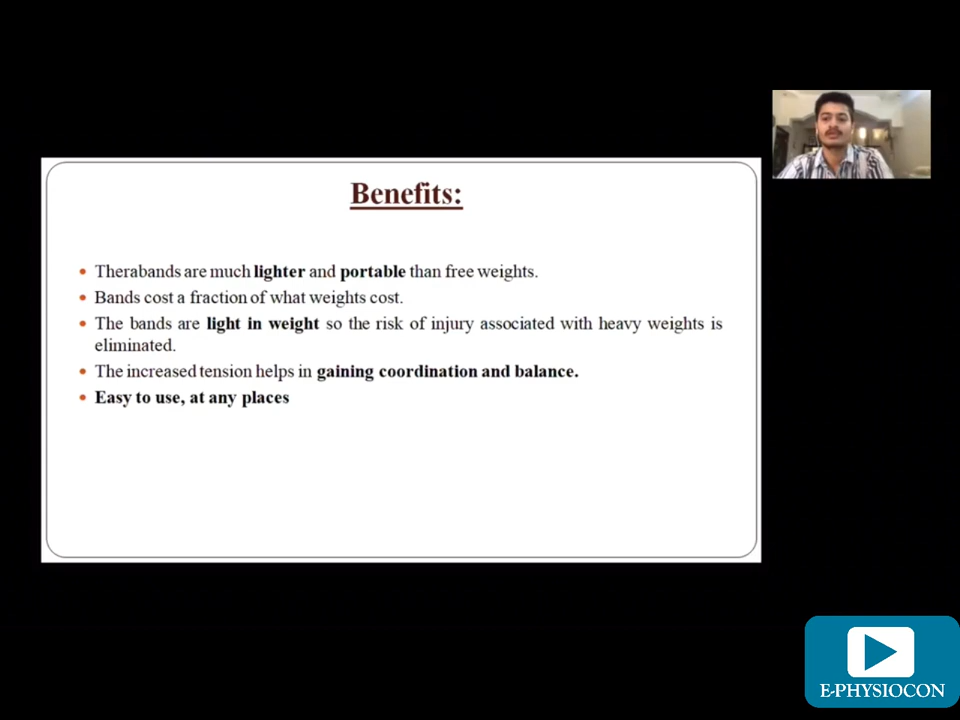 Benefits:
Therabands are much lighter and portable than free weights.
Bands cost a fraction of what weights cost.
The bands are light in weight so the risk of injury associated with heavy weights is
eliminated.
The increased tension helps in gaining coordination and balance.
Easy to use, at any places
E-PHYSIOCON